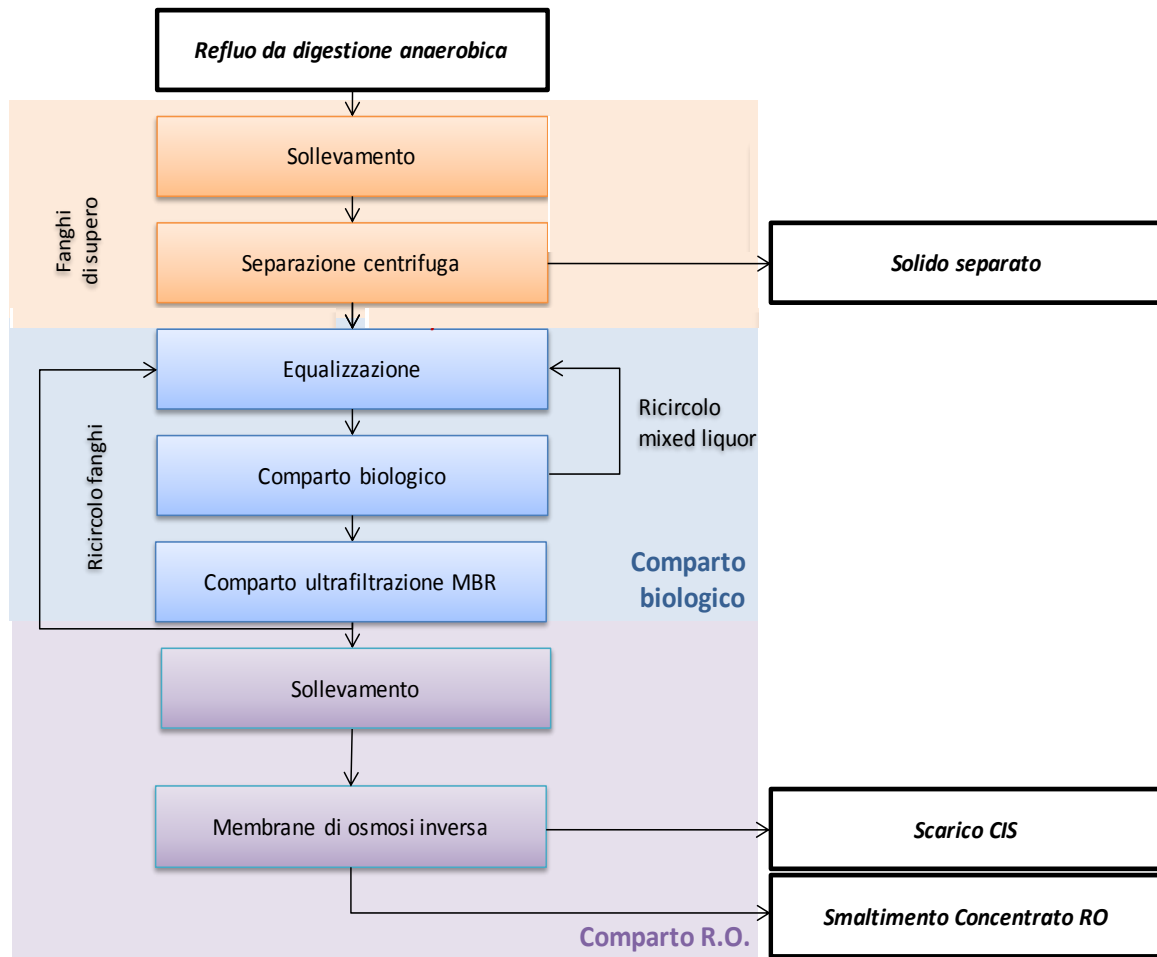 Refluo da digestione anaerobica
Sollevamento
Fanghi
di supero
Separazione centrifuga
Solido separato
Equalizzazione
Ricircolo
mixed liquor
Ricircolo fanghi
Comparto biologico
Comparto ultrafiltrazione MBR
Comparto
biologico
Sollevamento
Membrane di osmosi inversa
Scarico CIS
Smaltimento Concentrato RO
Comparto R.O.